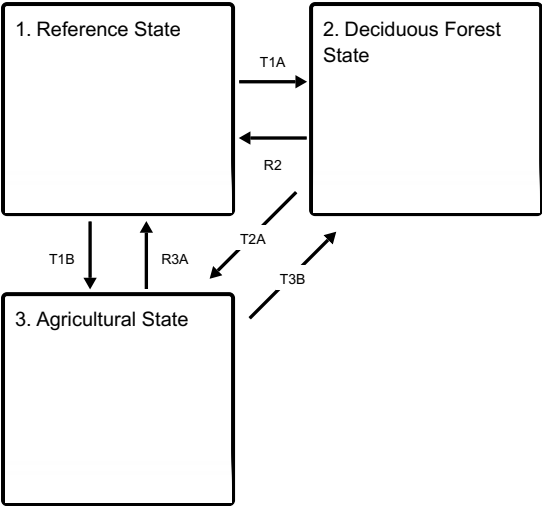 1. Reference State
2. Deciduous Forest
State
T1A
R2
T2A
T1B
R3A
T3B
3. Agricultural State